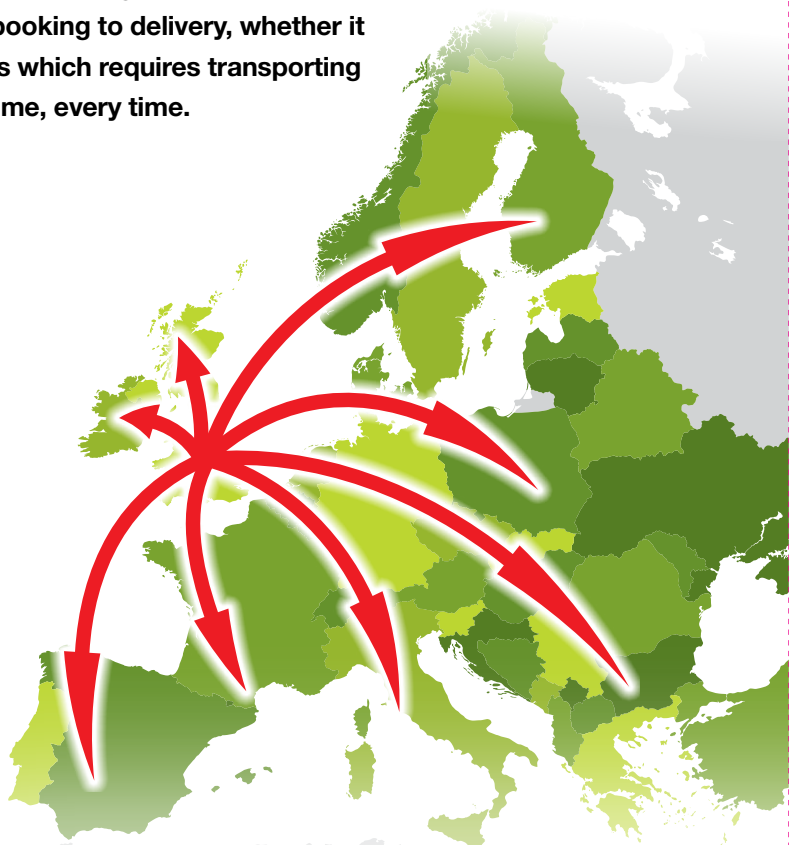 booking to delivery, whether it
s which requires transporting
me, every time.